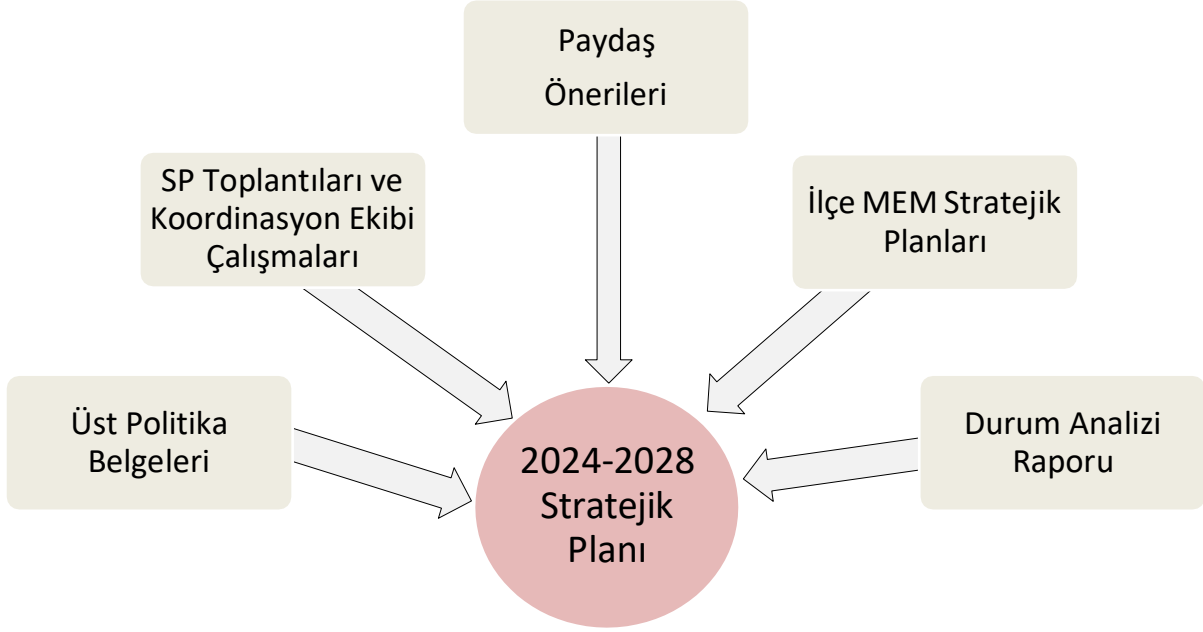 Paydaş
Önerileri
SP Toplantıları ve
Koordinasyon Ekibi
Çalışmaları
İlçe MEM Stratejik
Planları
Üst Politika
Belgeleri
Durum Analizi
Raporu
2024-2028
Stratejik
Planı